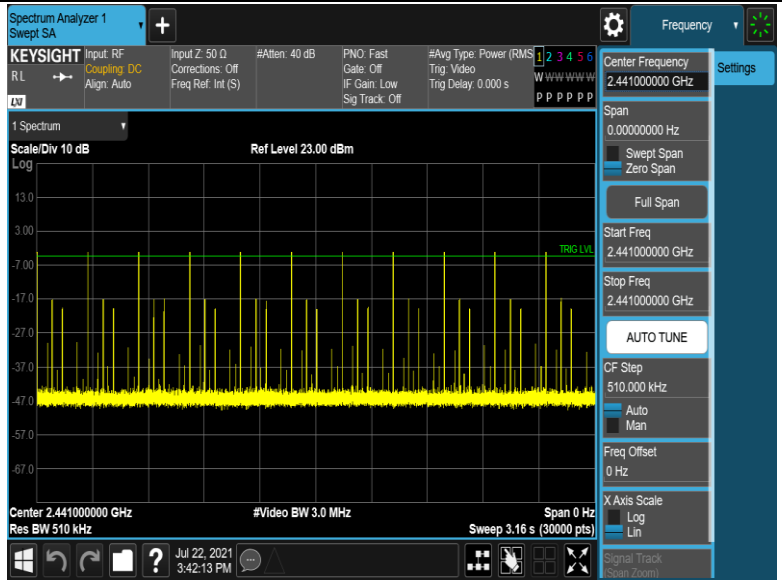 Spectrum Analyzer 1
Swept SA
Frequency
KEYSIGHT
RL
LXI
Input: RF
Coupling: DC
Align: Auto
Input Z: 50 Ω
Corrections: Off
Freq Ref: Int (S)
#Atten: 40 dB
PNO: Fast
Gate: Off
IF Gain: Low
Sig Track: Off
#Avg Type: Power (RMS
Trig: Video
Trig Delay: 0.000 s
1 2 3 4 5 6
W W W W W W
P P P P P P
1 Spectrum
Scale/Div 10 dB
Ref Level 23.00 dBm
Log
13.0
3.00
TRIG LVL
-7.00
-17.0
-27.0
-37.0
-47.0
-57.0
-67.0
Center 2.441000000 GHz
#Video BW 3.0 MHz
Span 0 Hz
Res BW 510 kHz
Sweep 3.16 s (30000 pts)
?
Jul 22, 2021
3:42:13 PM
Center Frequency
2.441000000 GHz
Settings
Span
0.00000000 Hz
Swept Span
Zero Span
Full Span
Start Freq
2.441000000 GHz
Stop Freq
2.441000000 GHz
AUTO TUNE
CF Step
510.000 kHz
Auto
Man
Freq Offset
0 Hz
X Axis Scale
Log
Lin
Signal Track
(Span Zoom)